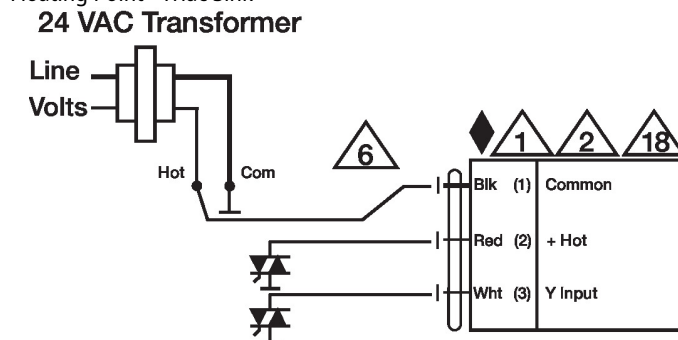 24 VAC Transformer
Line
Volts
Hot
Com
6
1
2
18
Blk (1) Common
Red (2) + Hot
Wht (3) Y Input